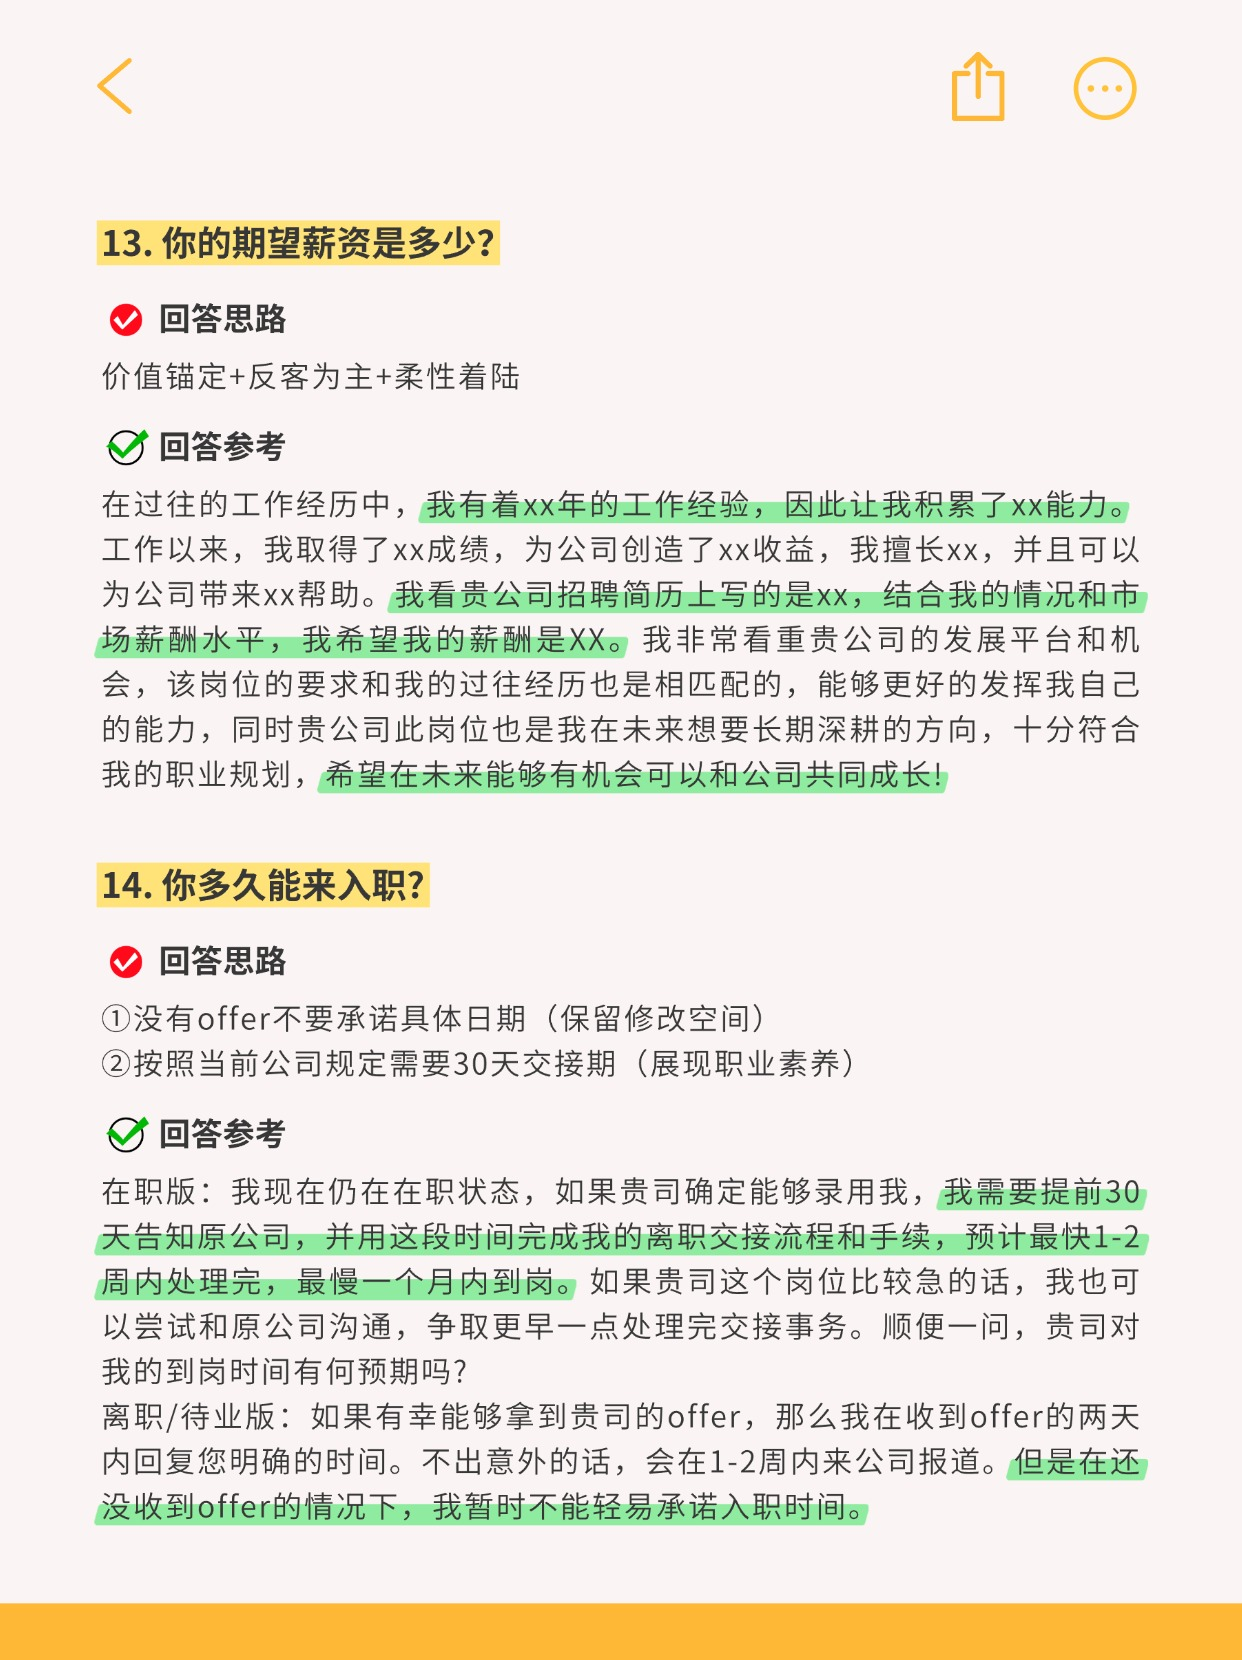 13. 你的期望薪资是多少?
回答思路
价值锚定+反客为主+柔性着陆
回答参考
在过往的工作经历中，我有着xx年的工作经验，因此让我积累了xx能力。
工作以来，我取得了xx成绩，为公司创造了xx收益，我擅长xx，并且可以
为公司带来xx帮助。我看贵公司招聘简历上写的是xx，结合我的情况和市
场薪酬水平，我希望我的薪酬是XX。我非常看重贵公司的发展平台和机
会，该岗位的要求和我的过往经历也是相匹配的，能够更好的发挥我自己
的能力，同时贵公司此岗位也是我在未来想要长期深耕的方向，十分符合
我的职业规划，希望在未来能够有机会可以和公司共同成长!
14. 你多久能来入职?
回答思路
①没有offer不要承诺具体日期（保留修改空间）
②按照当前公司规定需要30天交接期（展现职业素养）
回答参考
在职版：我现在仍在在职状态，如果贵司确定能够录用我，我需要提前30
天告知原公司，并用这段时间完成我的离职交接流程和手续，预计最快1-2
周内处理完，最慢一个月内到岗。如果贵司这个岗位比较急的话，我也可
以尝试和原公司沟通，争取更早一点处理完交接事务。顺便一问，贵司对
我的到岗时间有何预期吗?
离职/待业版：如果有幸能够拿到贵司的offer，那么我在收到offer的两天
内回复您明确的时间。不出意外的话，会在1-2周内来公司报道。但是在还
没收到offer的情况下，我暂时不能轻易承诺入职时间。